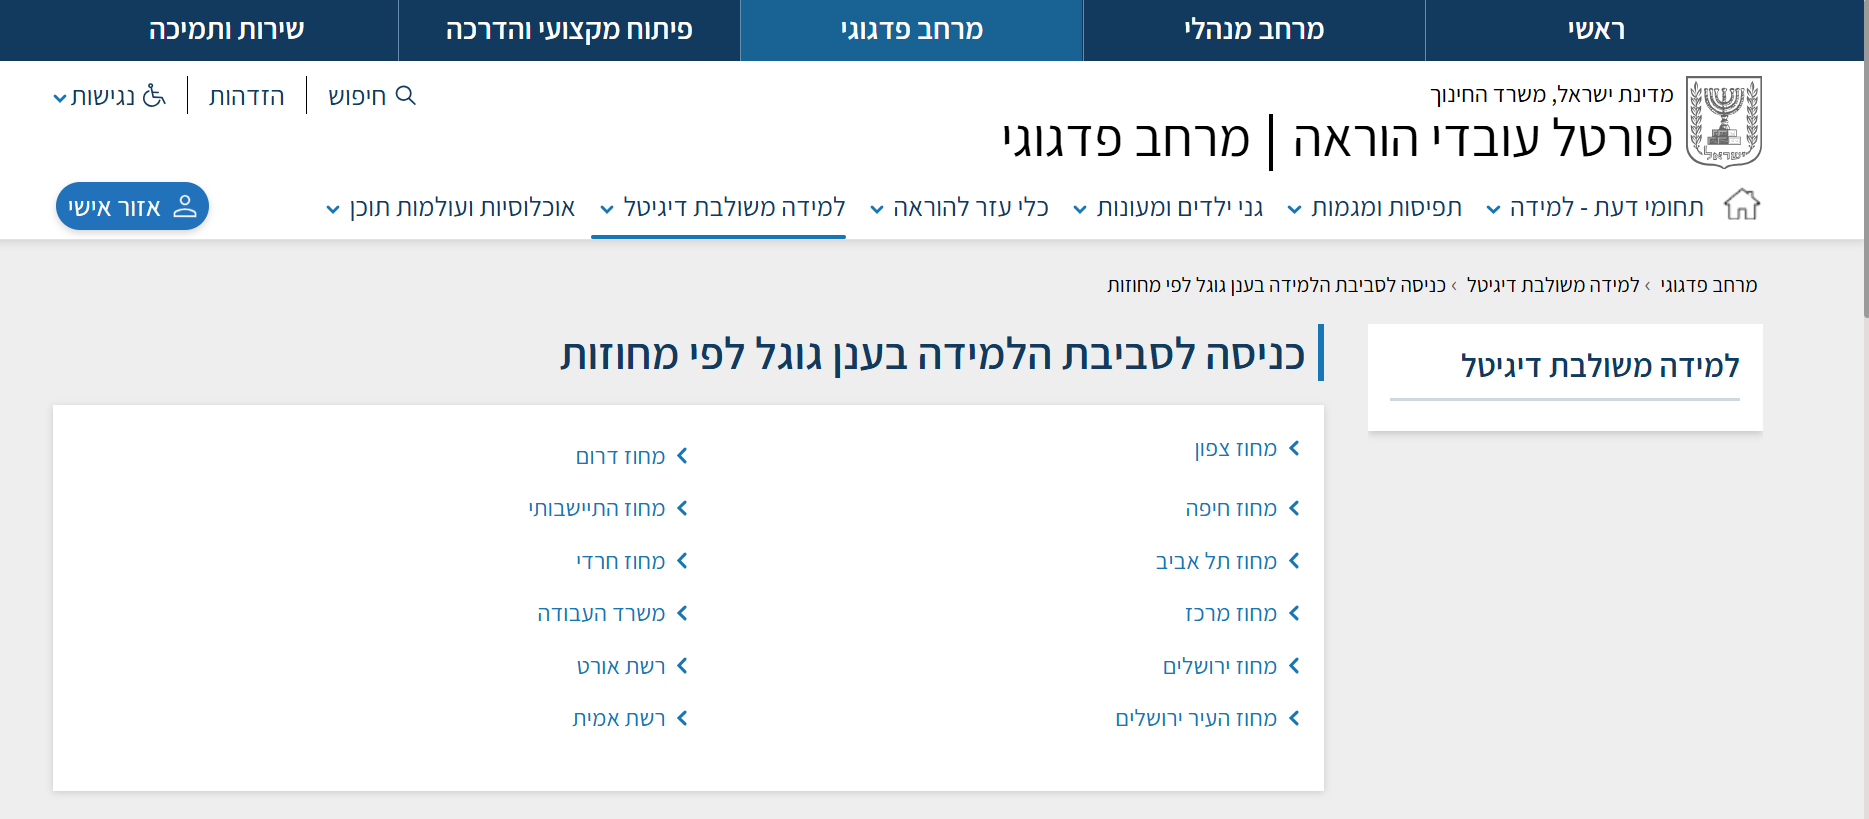 ראשי
מרחב מנהלי
מרחב פדגוגי
פיתוח מקצועי והדרכה
שירות ותמיכה
מדינת ישראל, משרד החינוך
פורטל עובדי הוראה | מרחב פדגוגי
חיפוש
הזדהות
נגישות
תחומי דעת - למידה
תפיסות ומגמות
גני ילדים ומעונות
כלי עזר להוראה
למידה משולבת דיגיטל
אוכלוסיות ועולמות תוכן
אזור אישי
מרחב פדגוגי › למידה משולבת דיגיטל › כניסה לסביבת הלמידה בענן גוגל לפי מחוזות
למידה משולבת דיגיטל
כניסה לסביבת הלמידה בענן גוגל לפי מחוזות
מחוז צפון
מחוז חיפה
מחוז תל אביב
מחוז מרכז
מחוז ירושלים
מחוז העיר ירושלים
מחוז דרום
מחוז התיישבותי
מחוז חרדי
משרד העבודה
רשת אורט
רשת אמית
ישראל